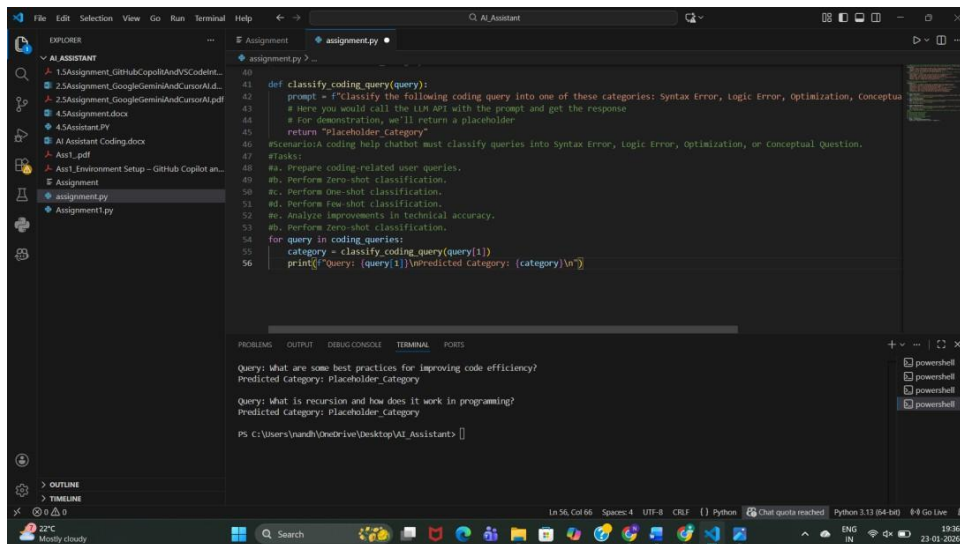 File Edit Selection View Go Run Terminal Help
AI_Assistant
EXPLORER
AI_ASSISTANT
1.5Assignment_GitHubCopolitAndVSCodeInt...
2.5Assignment_GoogleGeminiAndCursorAI.d...
2.5Assignment_GoogleGeminiAndCursorAI.pdf
4.5Assignment.docx
4.5Assistant.PY
AI Assistant Coding.docx
Ass1_.pdf
Ass1_Environment Setup – GitHub Copilot an...
Assignment
assignment.py
Assignment1.py
OUTLINE
TIMELINE
Assignment
assignment.py
assignment.py > ...
40
41 def classify_coding_query(query):
42 prompt = f"Classify the following coding query into one of these categories: Syntax Error, Logic Error, Optimization, Conceptua
43 # Here you would call the LLM API with the prompt and get the response
44 # For demonstration, we'll return a placeholder
45 return "Placeholder_Category"
46 #Scenario:A coding help chatbot must classify queries into Syntax Error, Logic Error, Optimization, or Conceptual Question.
47 #Tasks:
48 #a. Prepare coding-related user queries.
49 #b. Perform Zero-shot classification.
50 #c. Perform One-shot classification.
51 #d. Perform Few-shot classification.
52 #e. Analyze improvements in technical accuracy.
53 #b. Perform Zero-shot classification.
54 for query in coding_queries:
55 category = classify_coding_query(query[1])
56 print(f"Query: {query[1]}\nPredicted Category: {category}\n")
PROBLEMS OUTPUT DEBUG CONSOLE TERMINAL PORTS
Query: What are some best practices for improving code efficiency?
Predicted Category: Placeholder_Category
Query: What is recursion and how does it work in programming?
Predicted Category: Placeholder_Category
PS C:\Users\nandh\OneDrive\Desktop\AI_Assistant>
powershell
powershell
powershell
powershell
0 0 Ln 56, Col 66 Spaces: 4 UTF-8 CRLF {} Python Chat quota reached Python 3.13 (64-bit) Go Live
22°C
Mostly cloudy
Search
ENG
IN
19:36
23-01-2026